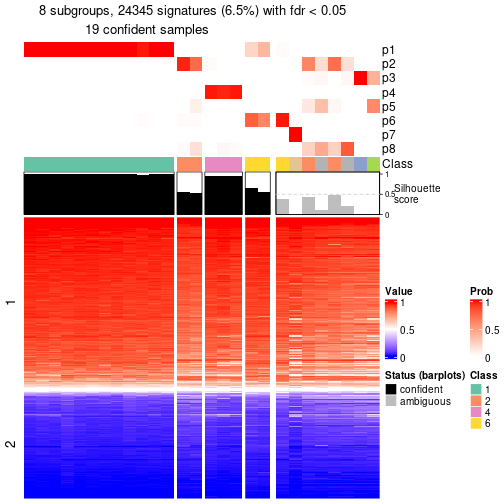 8 subgroups, 24345 signatures (6.5%) with fdr < 0.05
19 confident samples
p1
p2
p3
p4
p5
p6
p7
p8
Class
1
0.5
0
Silhouette
score
1
2
Value
1
0.5
0
Prob
1
0.5
0
Status (barplots)
confident
ambiguous
Class
1
2
4
6